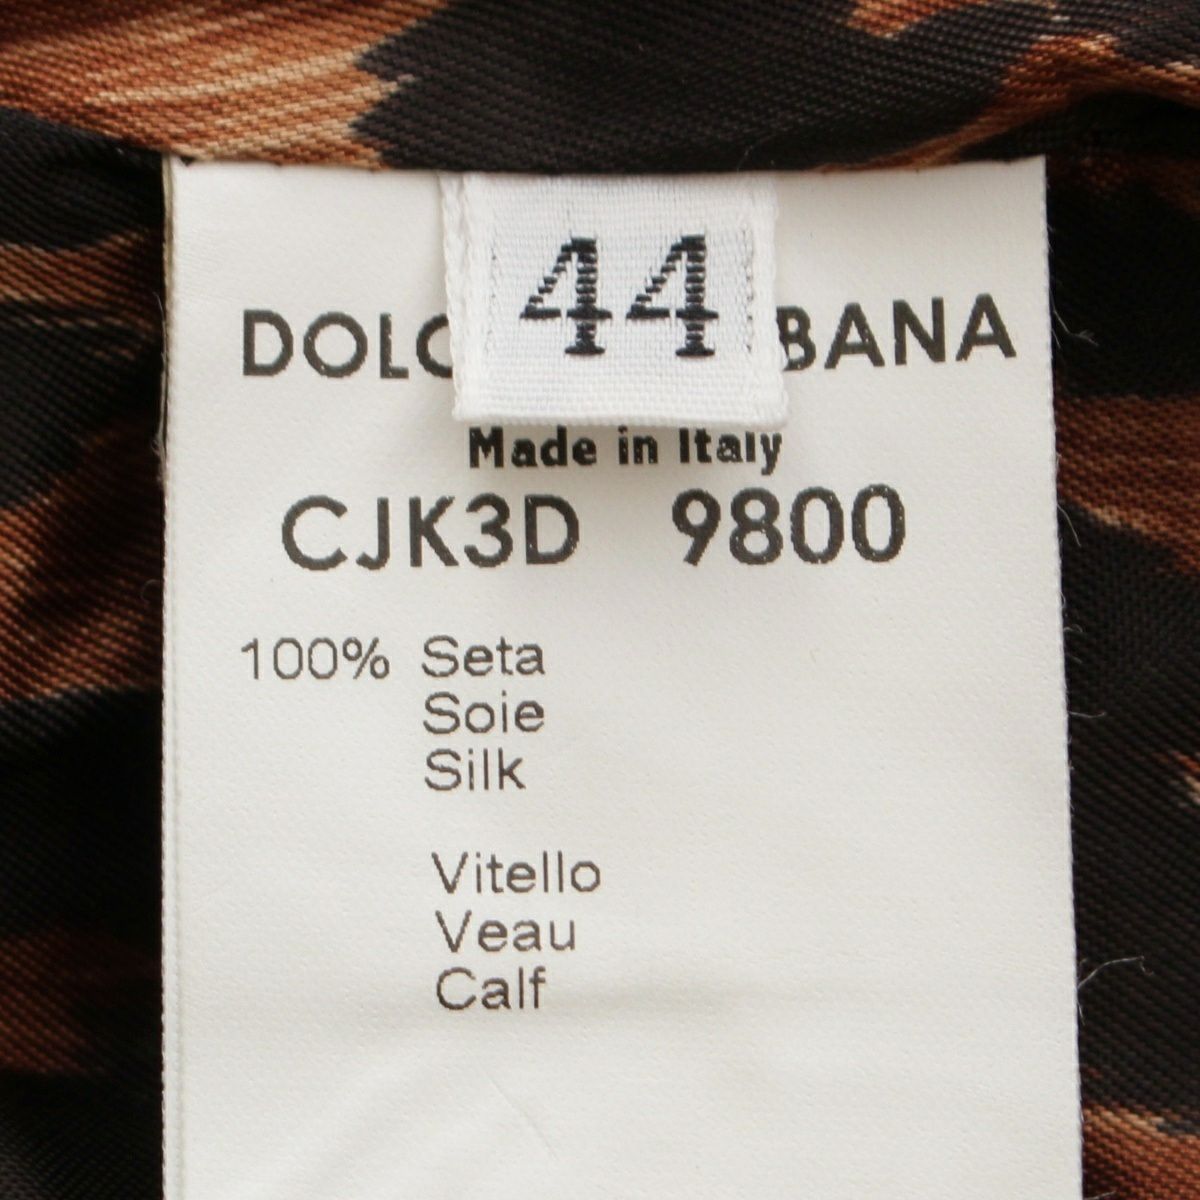 44
DOLC BANA
Made in Italy
CJK3D 9800
100% Seta
Soie
Silk
Vitello
Veau
Calf